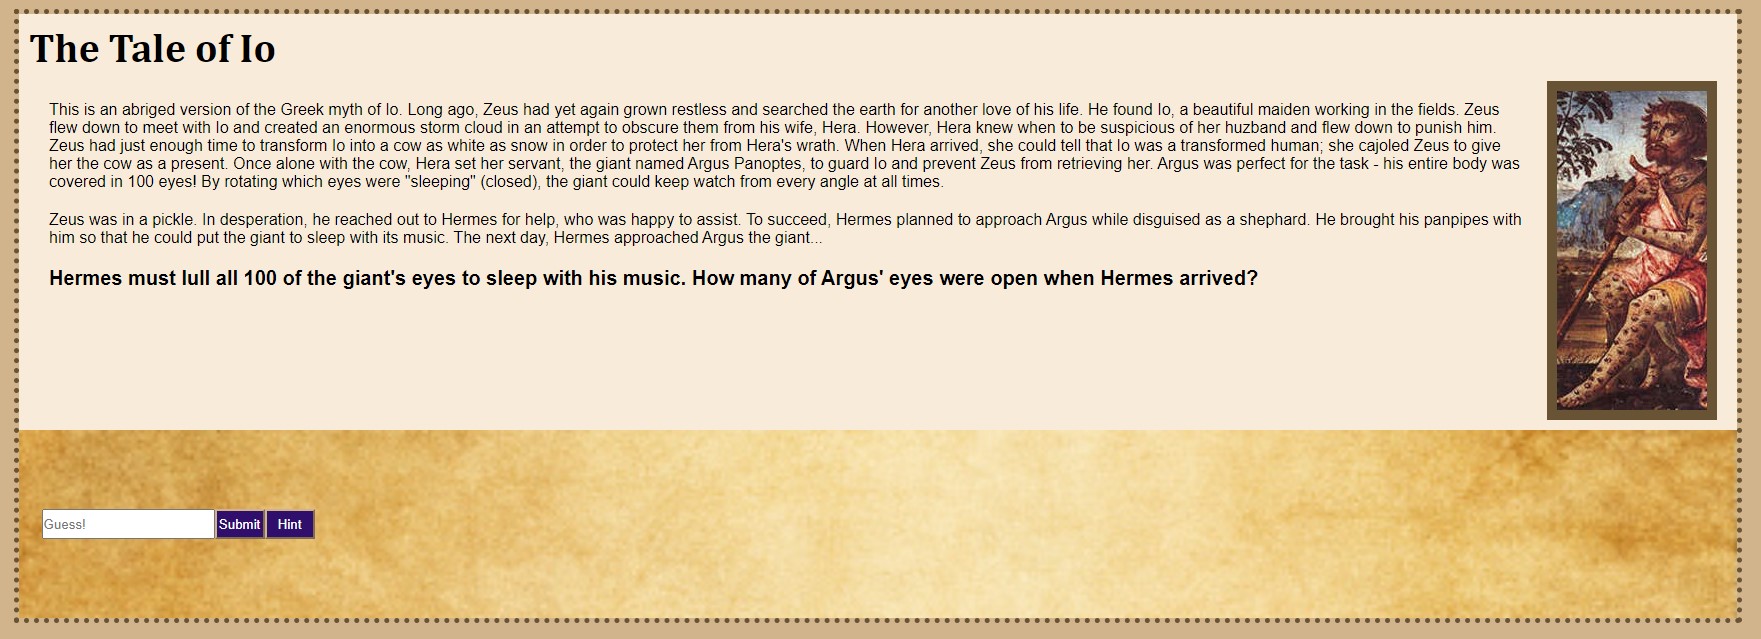 The Tale of Io
This is an abriged version of the Greek myth of Io. Long ago, Zeus had yet again grown restless and searched the earth for another love of his life. He found Io, a beautiful maiden working in the fields. Zeus
flew down to meet with Io and created an enormous storm cloud in an attempt to obscure them from his wife, Hera. However, Hera knew when to be suspicious of her huzband and flew down to punish him.
Zeus had just enough time to transform Io into a cow as white as snow in order to protect her from Hera's wrath. When Hera arrived, she could tell that Io was a transformed human; she cajoled Zeus to give
her the cow as a present. Once alone with the cow, Hera set her servant, the giant named Argus Panoptes, to guard Io and prevent Zeus from retrieving her. Argus was perfect for the task - his entire body was
covered in 100 eyes! By rotating which eyes were "sleeping" (closed), the giant could keep watch from every angle at all times.
Zeus was in a pickle. In desperation, he reached out to Hermes for help, who was happy to assist. To succeed, Hermes planned to approach Argus while disguised as a shephard. He brought his panpipes with
him so that he could put the giant to sleep with its music. The next day, Hermes approached Argus the giant...
Hermes must lull all 100 of the giant's eyes to sleep with his music. How many of Argus' eyes were open when Hermes arrived?
Guess! Submit Hint